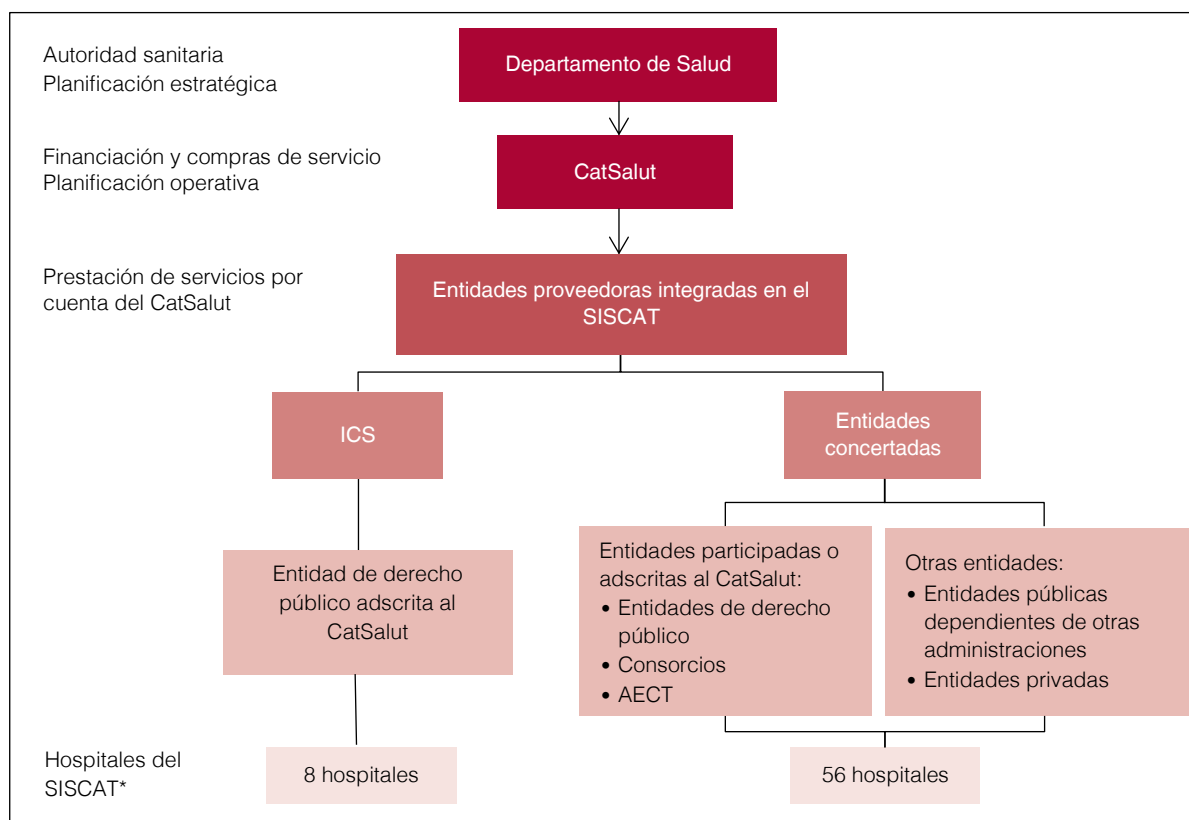 Autoridad sanitaria
Planificación estratégica
Departamento de Salud
Financiación y compras de servicio
Planificación operativa
CatSalut
Prestación de servicios por
cuenta del CatSalut
Entidades proveedoras integradas en el
SISCAT
ICS
Entidades
concertadas
Entidad de derecho
público adscrita al
CatSalut
Entidades participadas o
adscritas al CatSalut:
• Entidades de derecho
público
• Consorcios
• AECT
Otras entidades:
• Entidades públicas
dependientes de otras
administraciones
• Entidades privadas
Hospitales del
SISCAT*
8 hospitales
56 hospitales